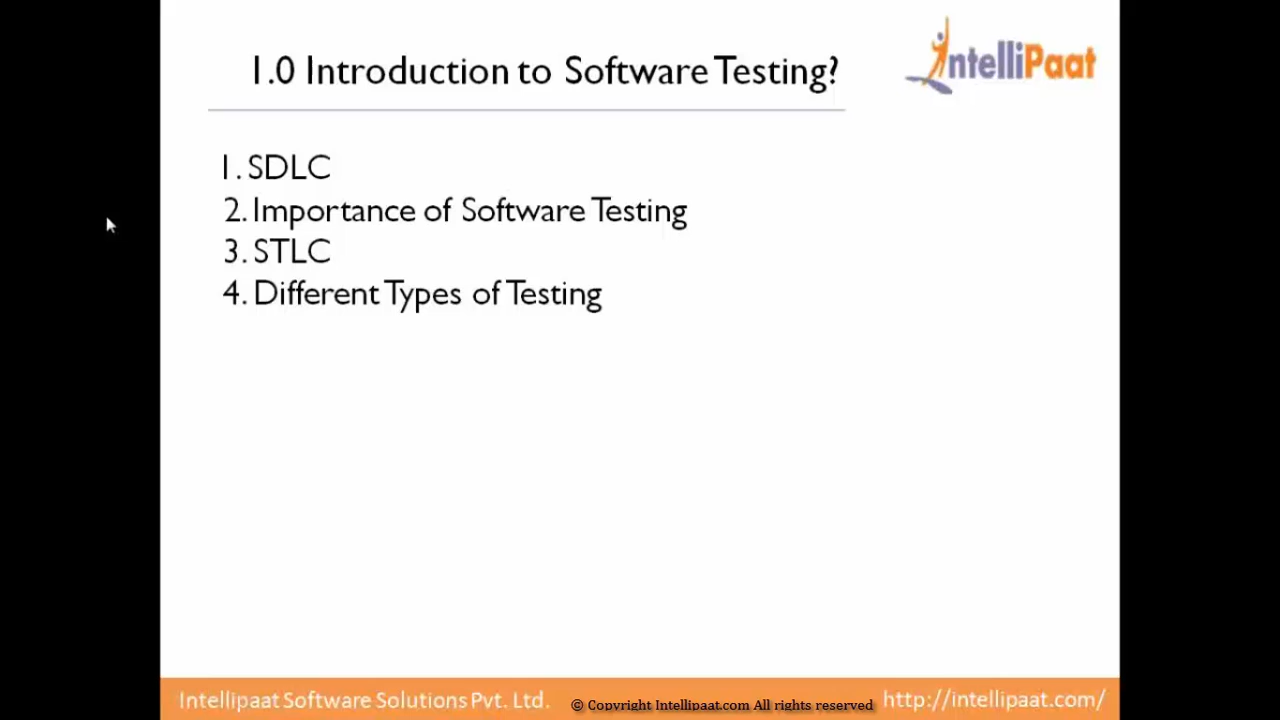 1.0 Introduction to Software Testing?
IntelliPaat
1. SDLC
2. Importance of Software Testing
3. STLC
4. Different Types of Testing
Intellipaat Software Solutions Pvt. Ltd.
© Copyright Intellipaat.com All rights reserved
http://intellipaat.com/